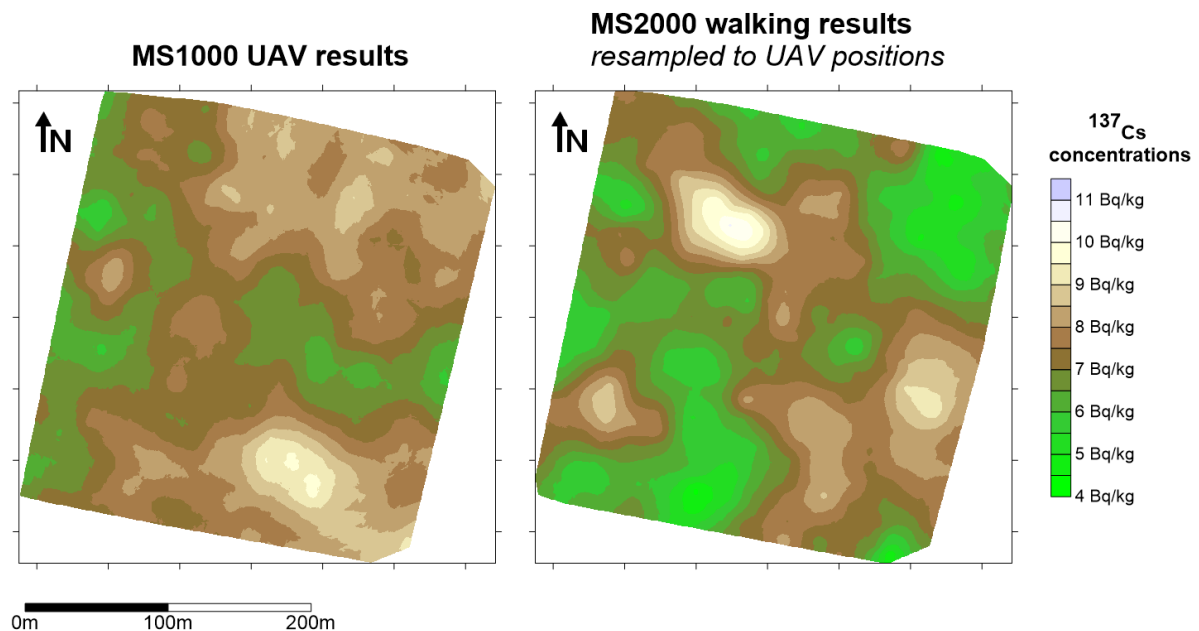 MS1000 UAV results
MS2000 walking results
resampled to UAV positions
N
N
137Cs
concentrations
11 Bq/kg
10 Bq/kg
9 Bq/kg
8 Bq/kg
7 Bq/kg
6 Bq/kg
5 Bq/kg
4 Bq/kg
0m 100m 200m